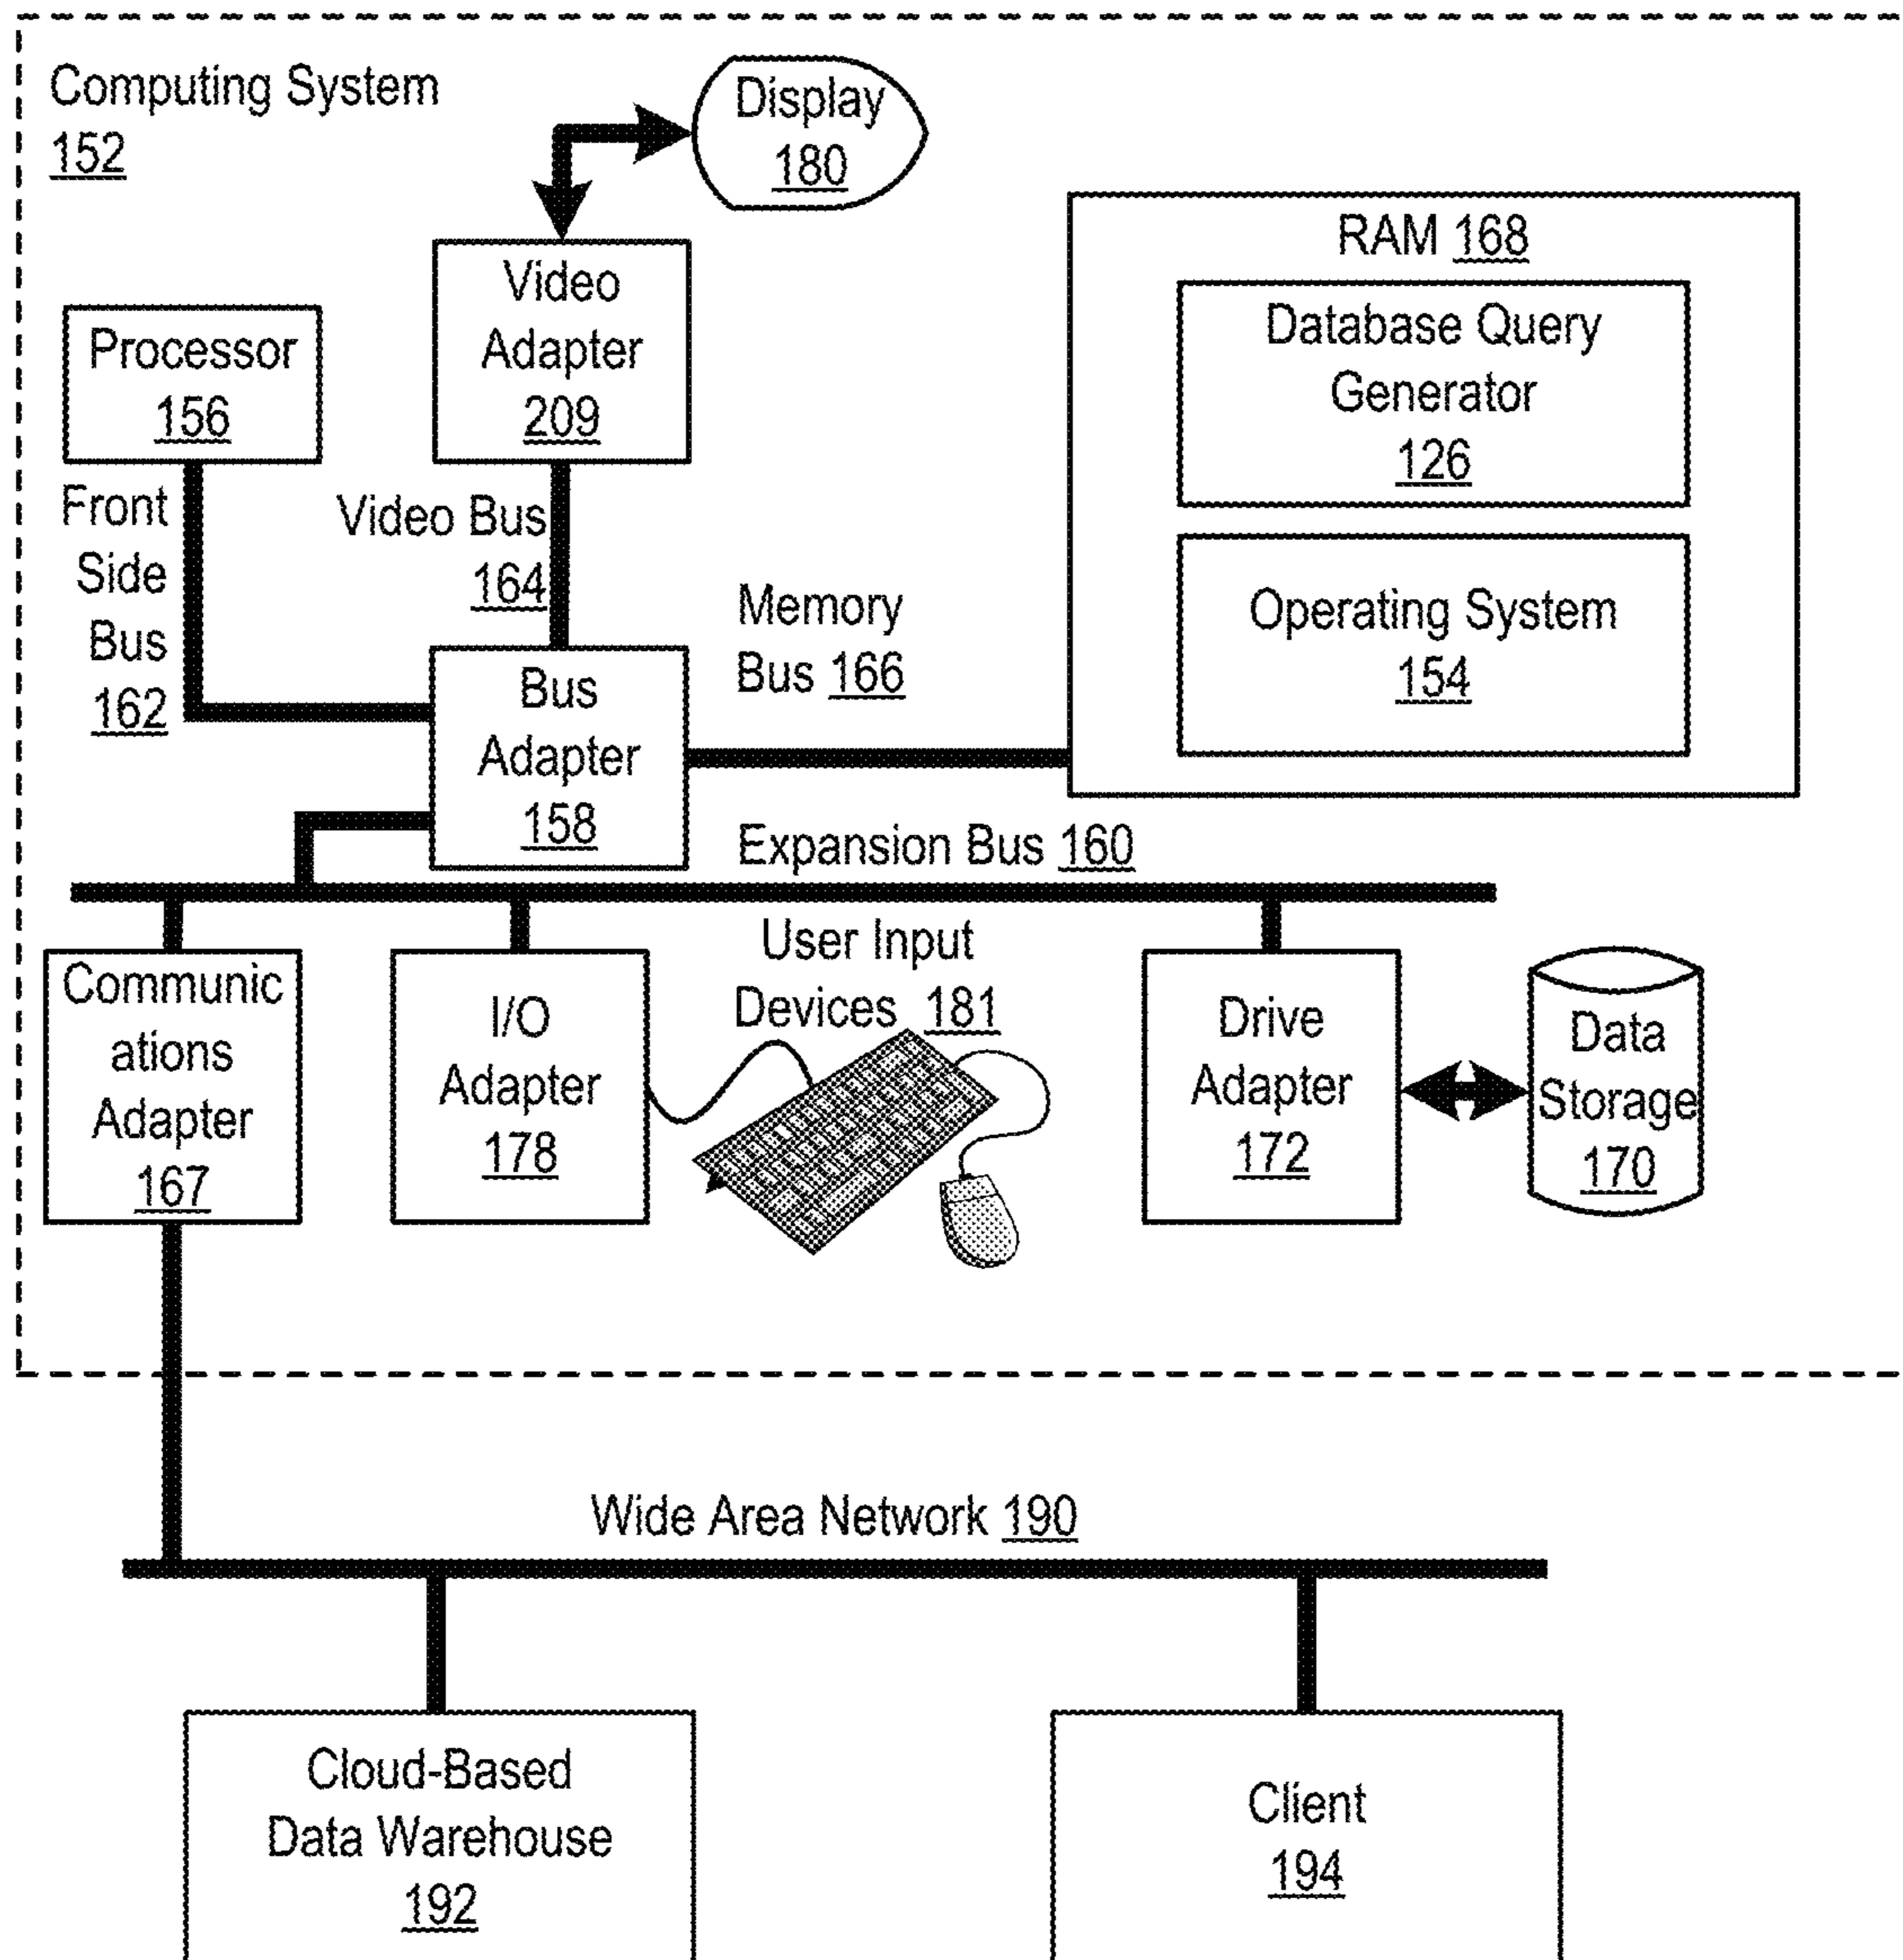 Computing System
152
Display
180
RAM 168
Video
Adapter
209
Processor
156
Database Query
Generator
126
Front
Side
Bus
162
Video Bus
164
Memory
Bus 166
Operating System
154
Bus
Adapter
158
Expansion Bus 160
Communic
ations
Adapter
167
I/O
Adapter
178
User Input
Devices 181
Drive
Adapter
172
Data
Storage
170
Wide Area Network 190
Cloud-Based
Data Warehouse
192
Client
194